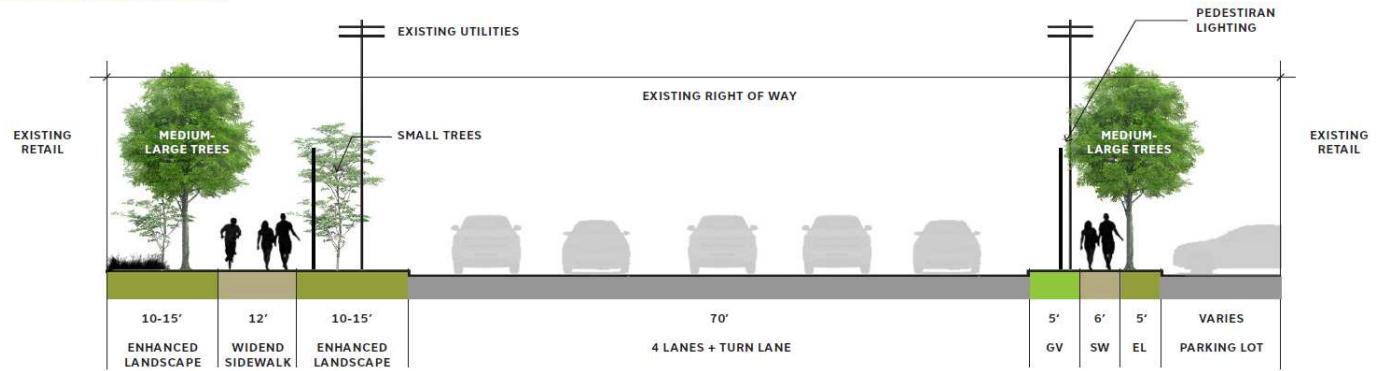 PEDESTIRAN
LIGHTING
EXISTING UTILITIES
EXISTING RIGHT OF WAY
EXISTING
RETAIL
MEDIUM-
LARGE TREES
SMALL TREES
MEDIUM-
LARGE TREES
EXISTING
RETAIL
10-15'
12'
10-15'
70'
5'
6'
5'
VARIES
ENHANCED
LANDSCAPE
WIDEND
SIDEWALK
ENHANCED
LANDSCAPE
4 LANES + TURN LANE
GV
SW
EL
PARKING LOT